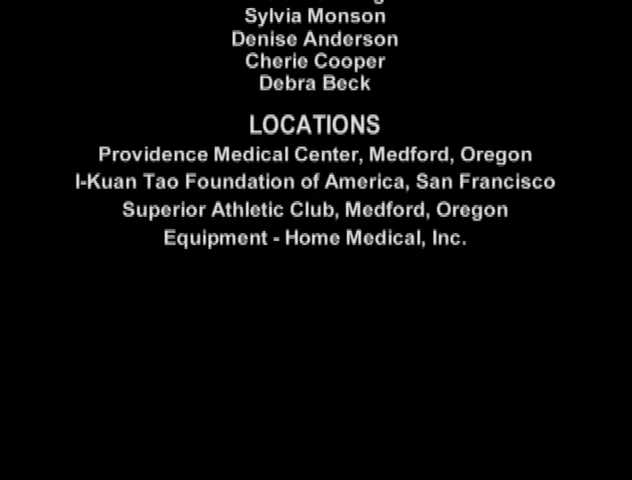 Sylvia Monson
Denise Anderson
Cherie Cooper
Debra Beck
LOCATIONS
Providence Medical Center, Medford, Oregon
I-Kuan Tao Foundation of America, San Francisco
Superior Athletic Club, Medford, Oregon
Equipment - Home Medical, Inc.